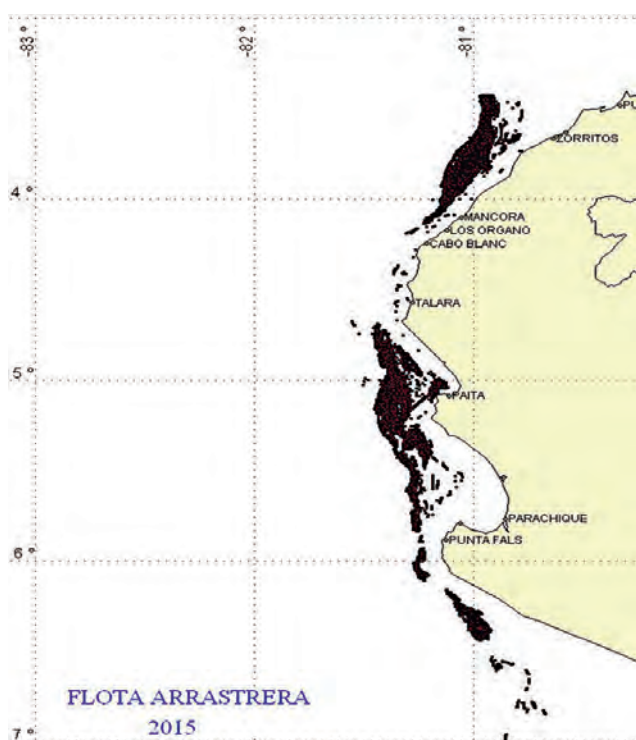 -83
-82
-81
PU
ZORRITOS
4°
MANCORA
LOS ORGANO
CABO BLANC
TALARA
5°
PAITA
PARACHIQUE
PUNTA FALS
6°
FLOTA ARRASTRERA
2015
7°